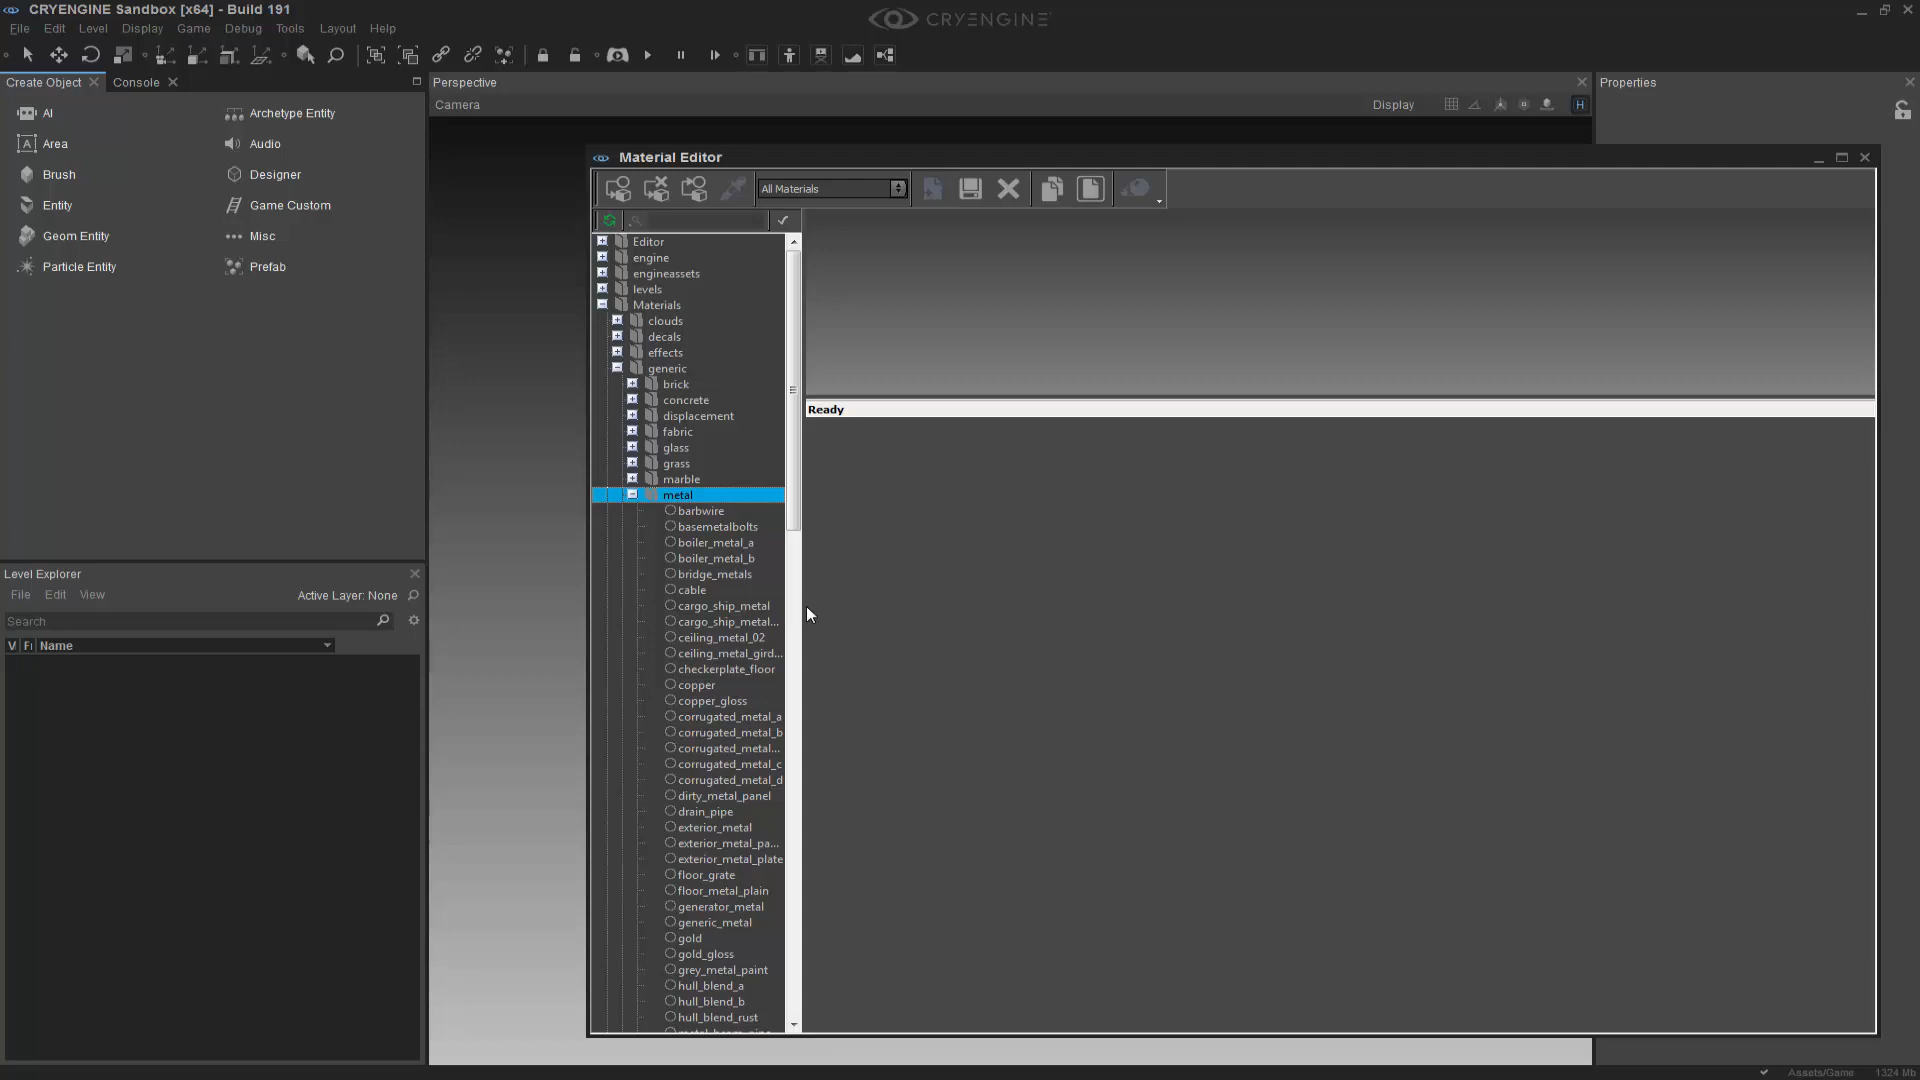 CRYENGINE Sandbox [x64] - Build 191
CRYENGINE
File Edit Level Display Game Debug Tools Layout Help
Create Object Console
Perspective
Properties
Camera
Display
H
AI Archetype Entity
Area Audio
Brush Designer
Entity Game Custom
Geom Entity Misc
Particle Entity Prefab
Level Explorer
File Edit View Active Layer: None
Search
V Name
Material Editor
All Materials
Editor
engine
engineassets
levels
Materials
clouds
decals
effects
generic
brick
concrete
displacement
fabric
glass
grass
marble
metal
barbwire
basemetalbolts
boiler_metal_a
boiler_metal_b
bridge_metals
cable
cargo_ship_metal
cargo_ship_metal...
ceiling_metal_02
ceiling_metal_gird...
checkerplate_floor
copper
copper_gloss
corrugated_metal_a
corrugated_metal_b
corrugated_metal...
corrugated_metal_c
corrugated_metal_d
dirty_metal_panel
drain_pipe
exterior_metal
exterior_metal_pa...
exterior_metal_plate
floor_grate
floor_metal_plain
generator_metal
generic_metal
gold
gold_gloss
grey_metal_paint
hull_blend_a
hull_blend_b
hull_blend_rust
Ready
Assets/Game 1324 Mb